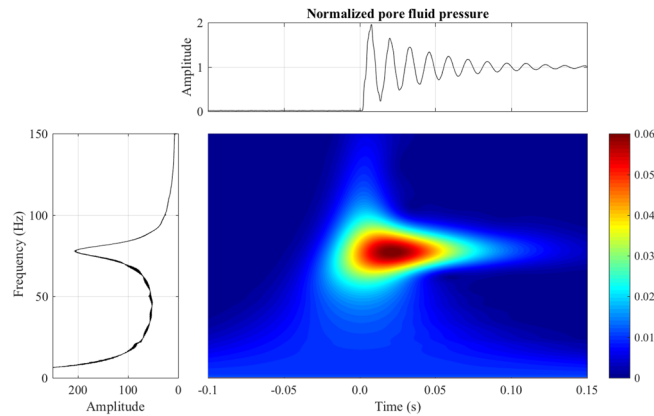 Normalized pore fluid pressure
Amplitude
2
1
0
Frequency (Hz)
150
100
50
0
200 100 0
Amplitude
-0.1 -0.05 0.0 0.05 0.10 0.15
Time (s)
0.06
0.05
0.04
0.03
0.02
0.01
0